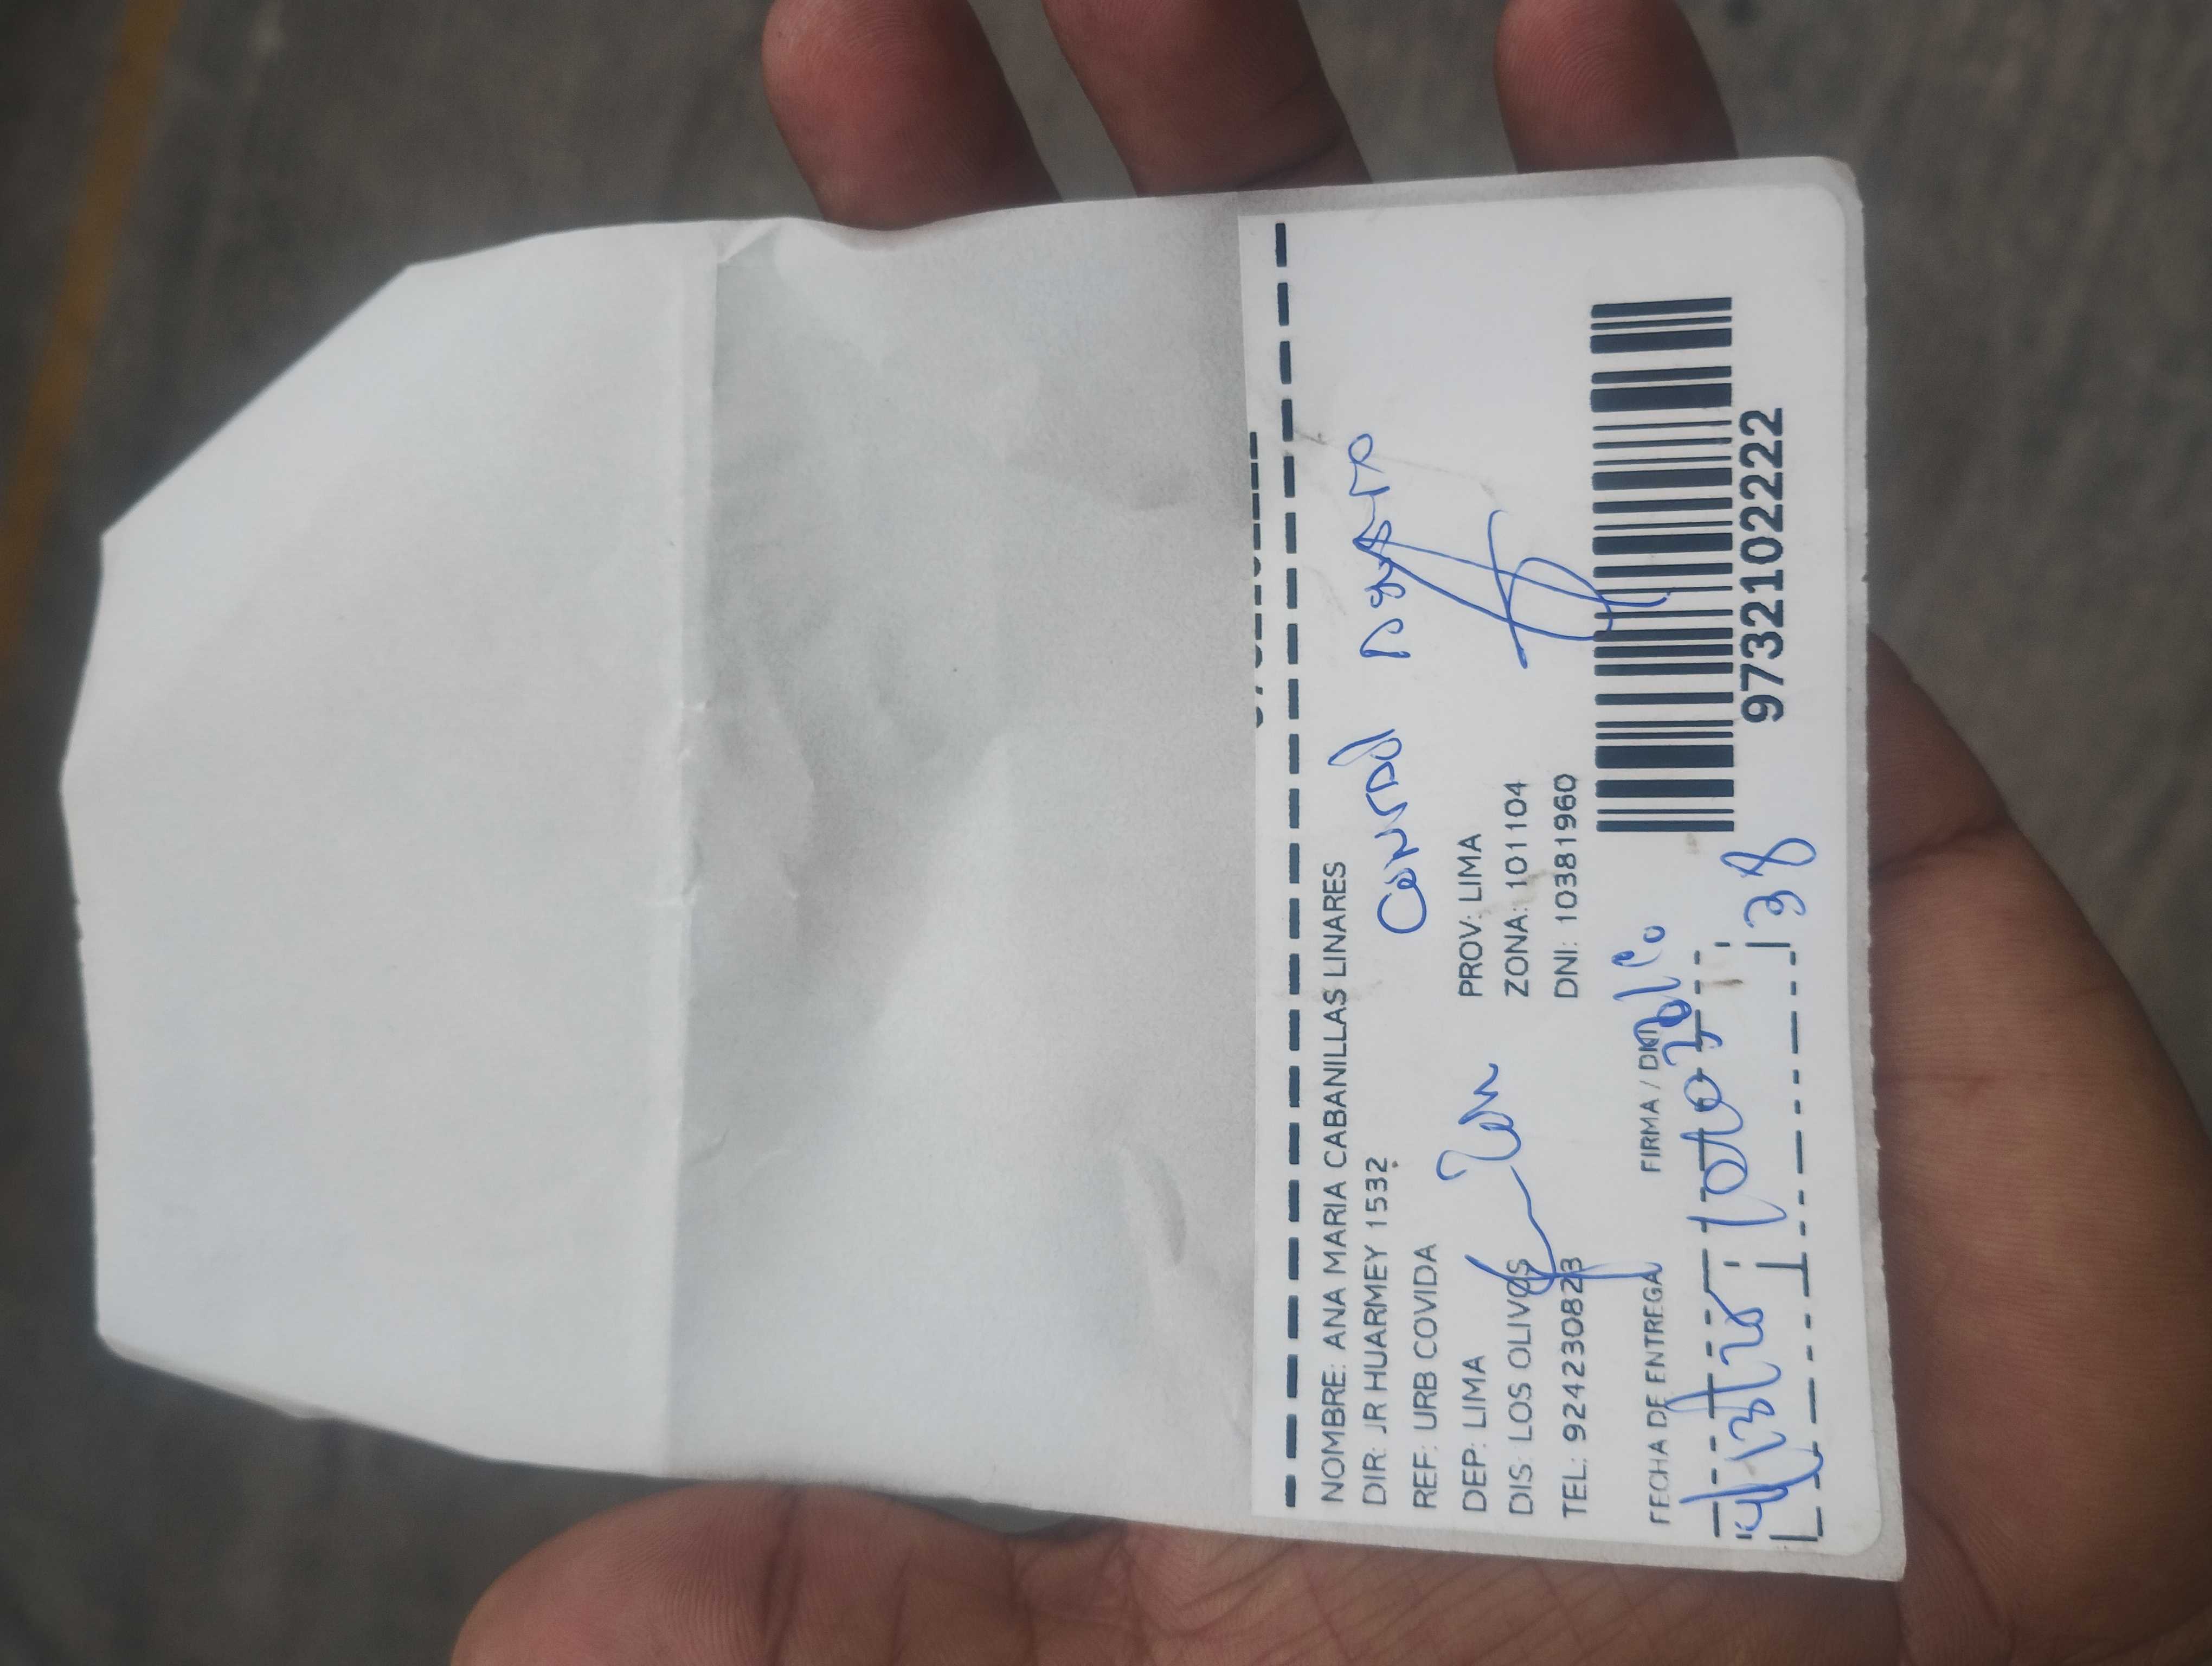 NOMBRE: ANA MARIA CABANILLAS LINARES
DIR: JR HUARMEY 1532
REF: URB COVIDA
DEP: LIMA PROV: LIMA
DIS: LOS OLIVOS ZONA: 101104
TEL: 924230823 DNI: 10381960
FECHA DE ENTREGA FIRMA / DNI
38
9732102222